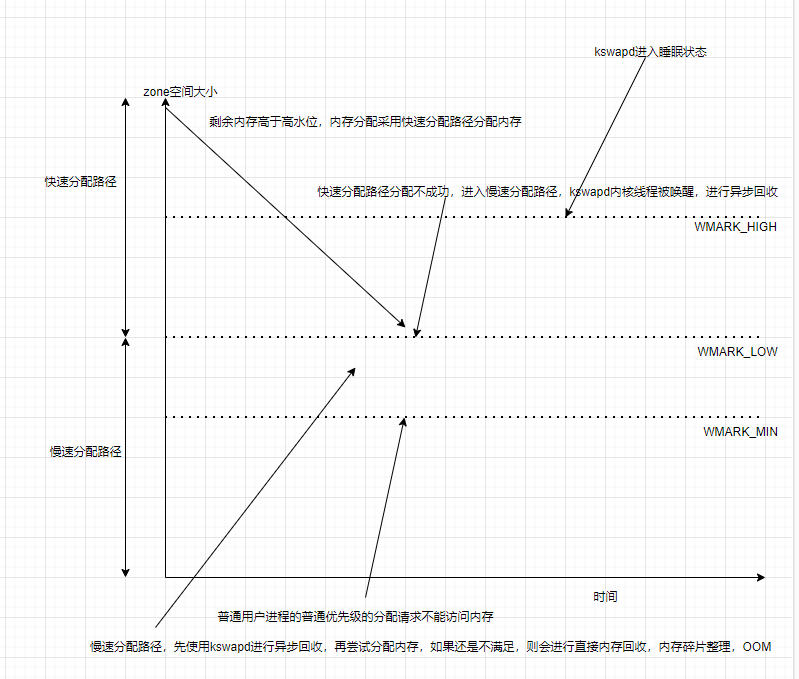 kswapd进入睡眠状态
zone空间大小
剩余内存高于高水位，内存分配采用快速分配路径分配内存
快速分配路径
快速分配路径分配不成功，进入慢速分配路径，kswapd内核线程被唤醒，进行异步回收
WMARK_HIGH
WMARK_LOW
WMARK_MIN
慢速分配路径
时间
普通用户进程的普通优先级的分配请求不能访问内存
慢速分配路径，先使用kswapd进行异步回收，再尝试分配内存，如果还是不满足，则会进行直接内存回收，内存碎片整理，OOM